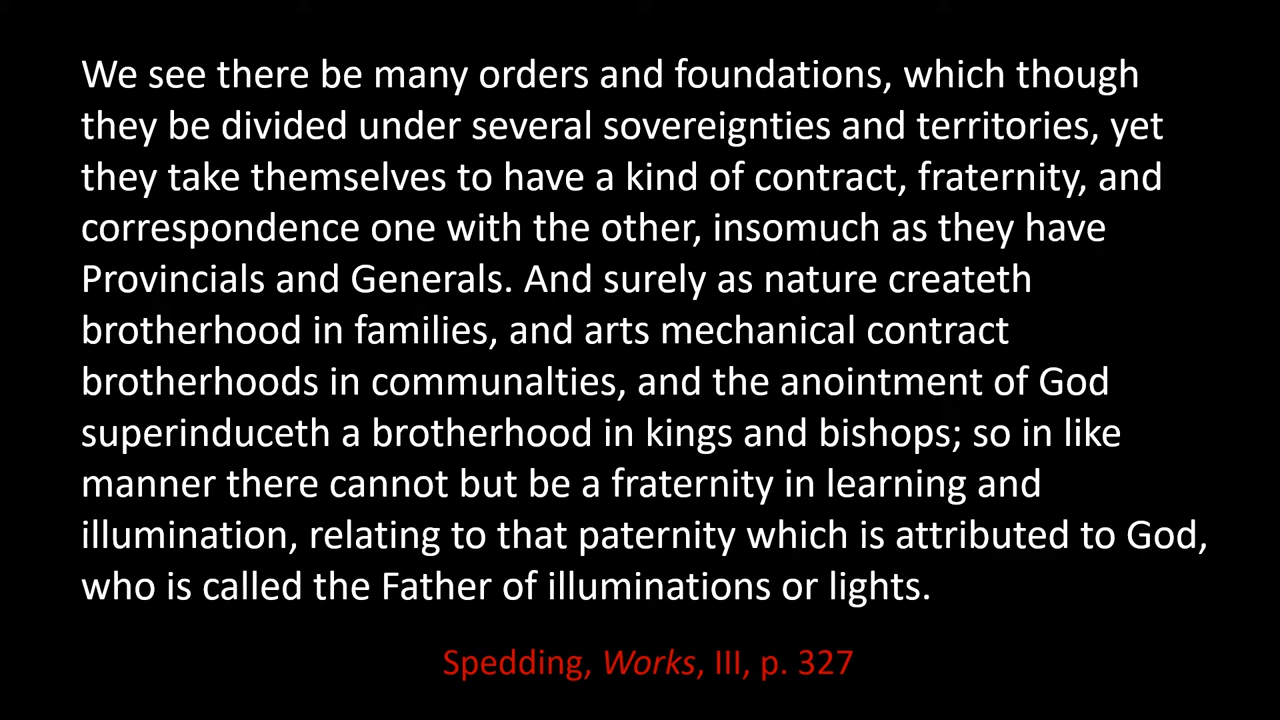 We see there be many orders and foundations, which though
they be divided under several sovereignties and territories, yet
they take themselves to have a kind of contract, fraternity, and
correspondence one with the other, insomuch as they have
Provincials and Generals. And surely as nature createth
brotherhood in families, and arts mechanical contract
brotherhoods in communalties, and the anointment of God
superinduceth a brotherhood in kings and bishops; so in like
manner there cannot but be a fraternity in learning and
illumination, relating to that paternity which is attributed to God,
who is called the Father of illuminations or lights.
Spedding, Works, III, p. 327